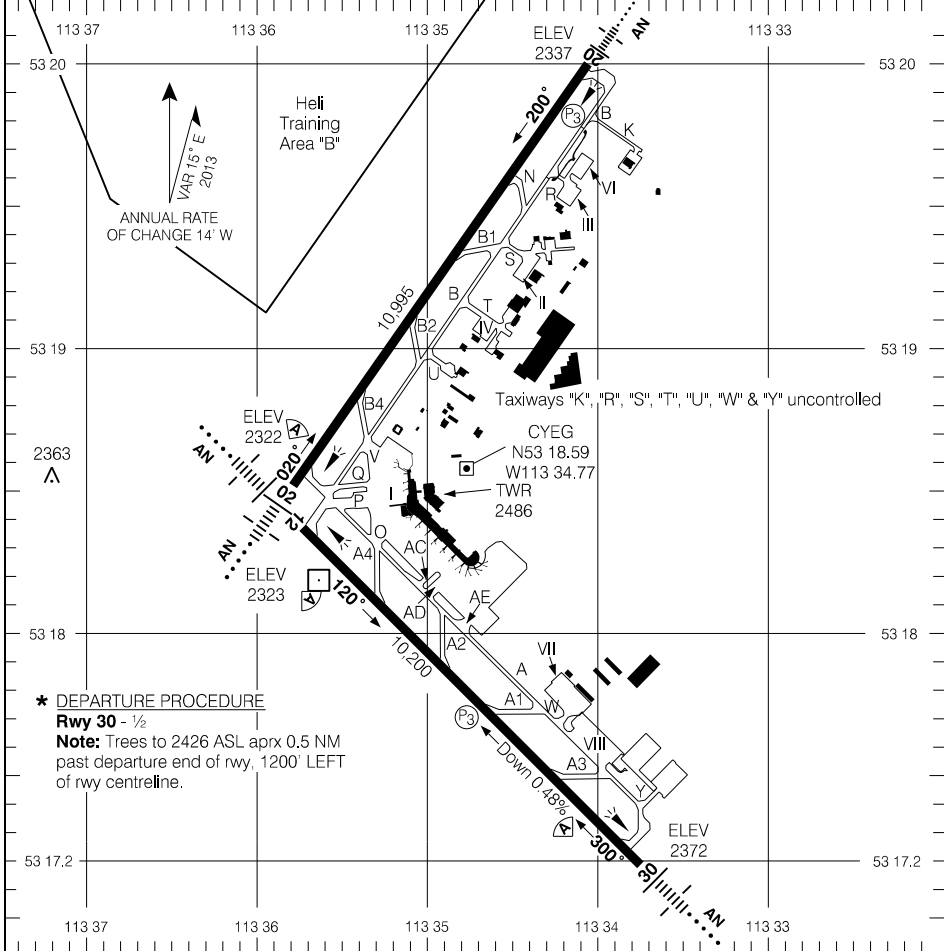 113 37
113 36
113 35
113 33
ELEV
2337
AN
20
53 20
53 20
200°
P3
B
K
Heli
Training
Area "B"
VAR 15° E
2013
ANNUAL RATE
OF CHANGE 14' W
N
R
VI
III
B1
S
II
10,995
B
T
B2
IV
53 19
53 19
U
Taxiways "K", "R", "S", "T", "U", "W" & "Y" uncontrolled
B4
ELEV
2322
A
020°
CYEG
N53 18.59
W113 34.77
2363
AN
V
Q
TWR
2486
02
I
P
12
O
AN
A4
AC
ELEV
2323
A
120°
AD
AE
53 18
53 18
A2
10,200
VII
A
A1
W
* DEPARTURE PROCEDURE
Rwy 30 - ½
Note: Trees to 2426 ASL aprx 0.5 NM
past departure end of rwy, 1200' LEFT
of rwy centreline.
P3
VIII
Down 0.48%
A3
Y
A
300°
ELEV
2372
53 17.2
53 17.2
30
AN
113 37
113 36
113 35
113 34
113 33